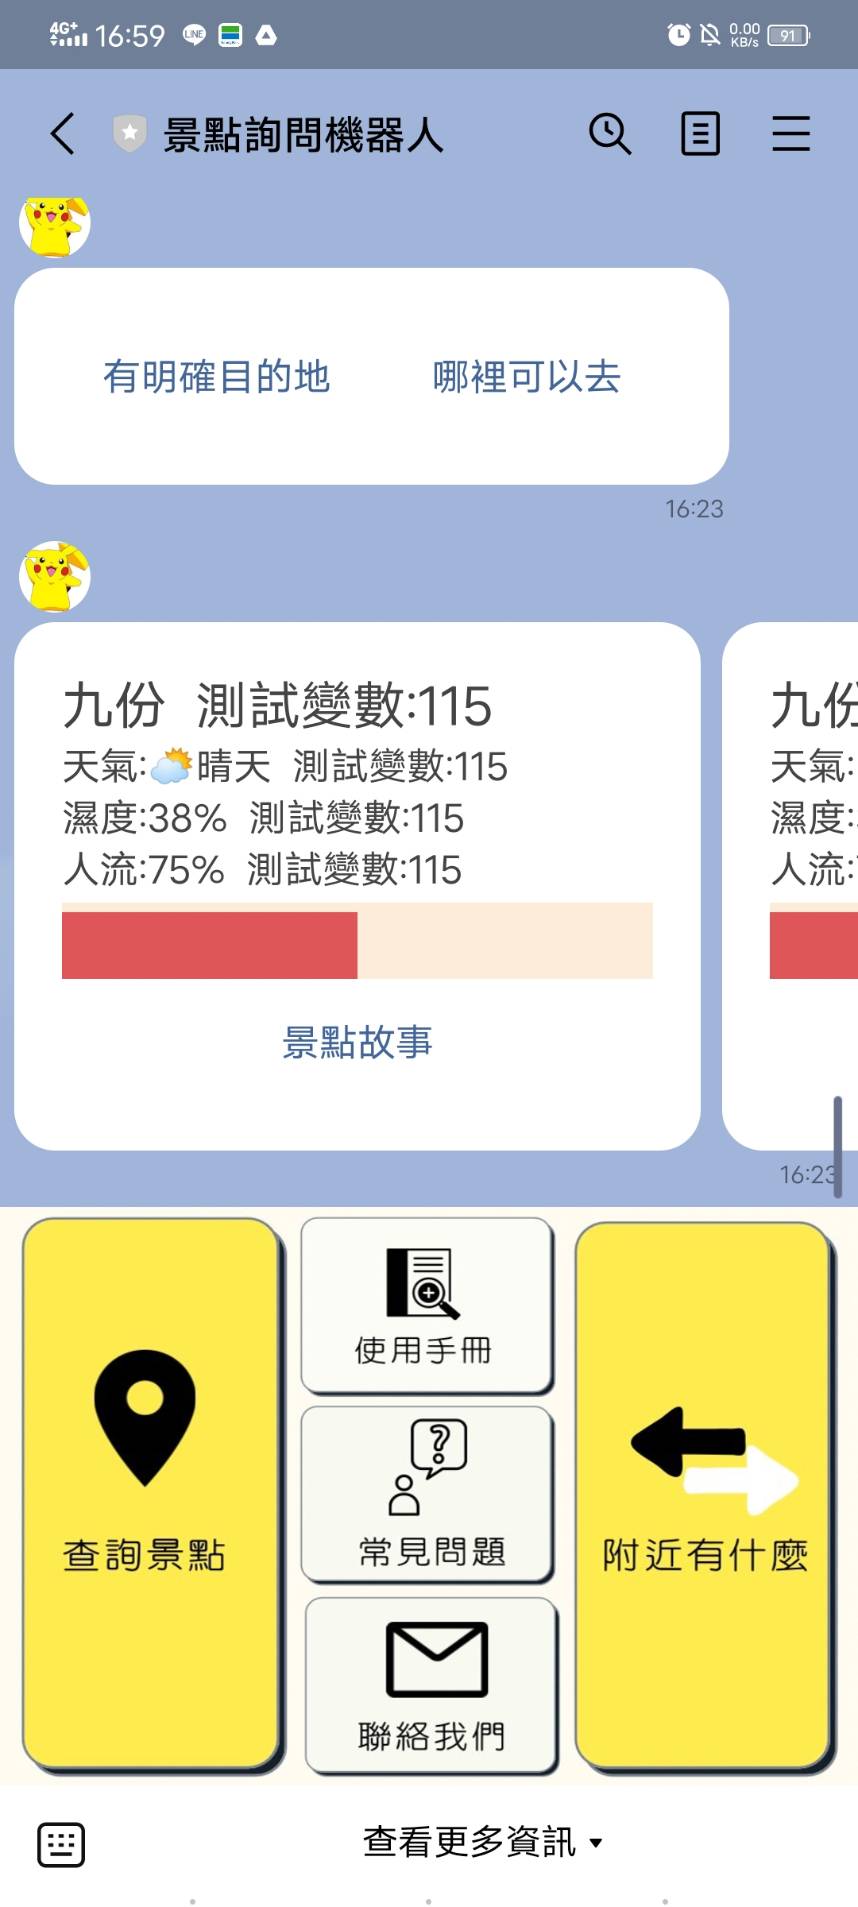 4G+ 16:59 LINE 0.00 KB/s 91
景點詢問機器人
有明確目的地 哪裡可以去
16:23
九份 測試變數:115
天氣:🌤️晴天 測試變數:115
濕度:38% 測試變數:115
人流:75% 測試變數:115
景點故事
九份
天氣:
濕度:
人流:
16:23
查詢景點
使用手冊
常見問題
聯絡我們
附近有什麼
查看更多資訊